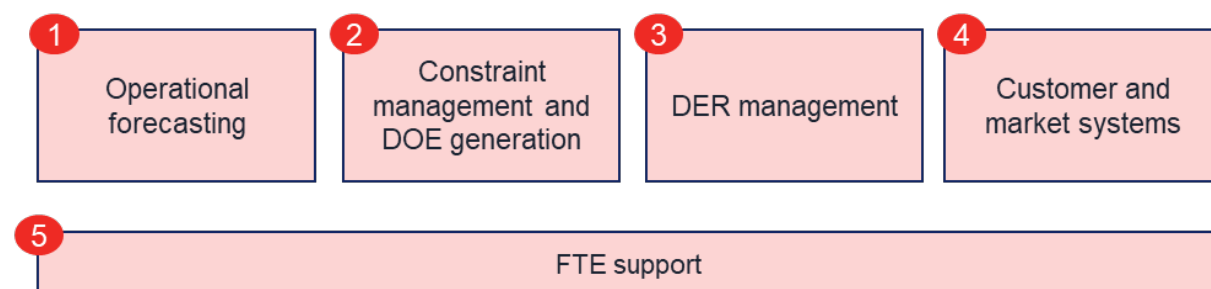 1
Operational
forecasting
2
Constraint
management and
DOE generation
3
DER management
4
Customer and
market systems
5
FTE support